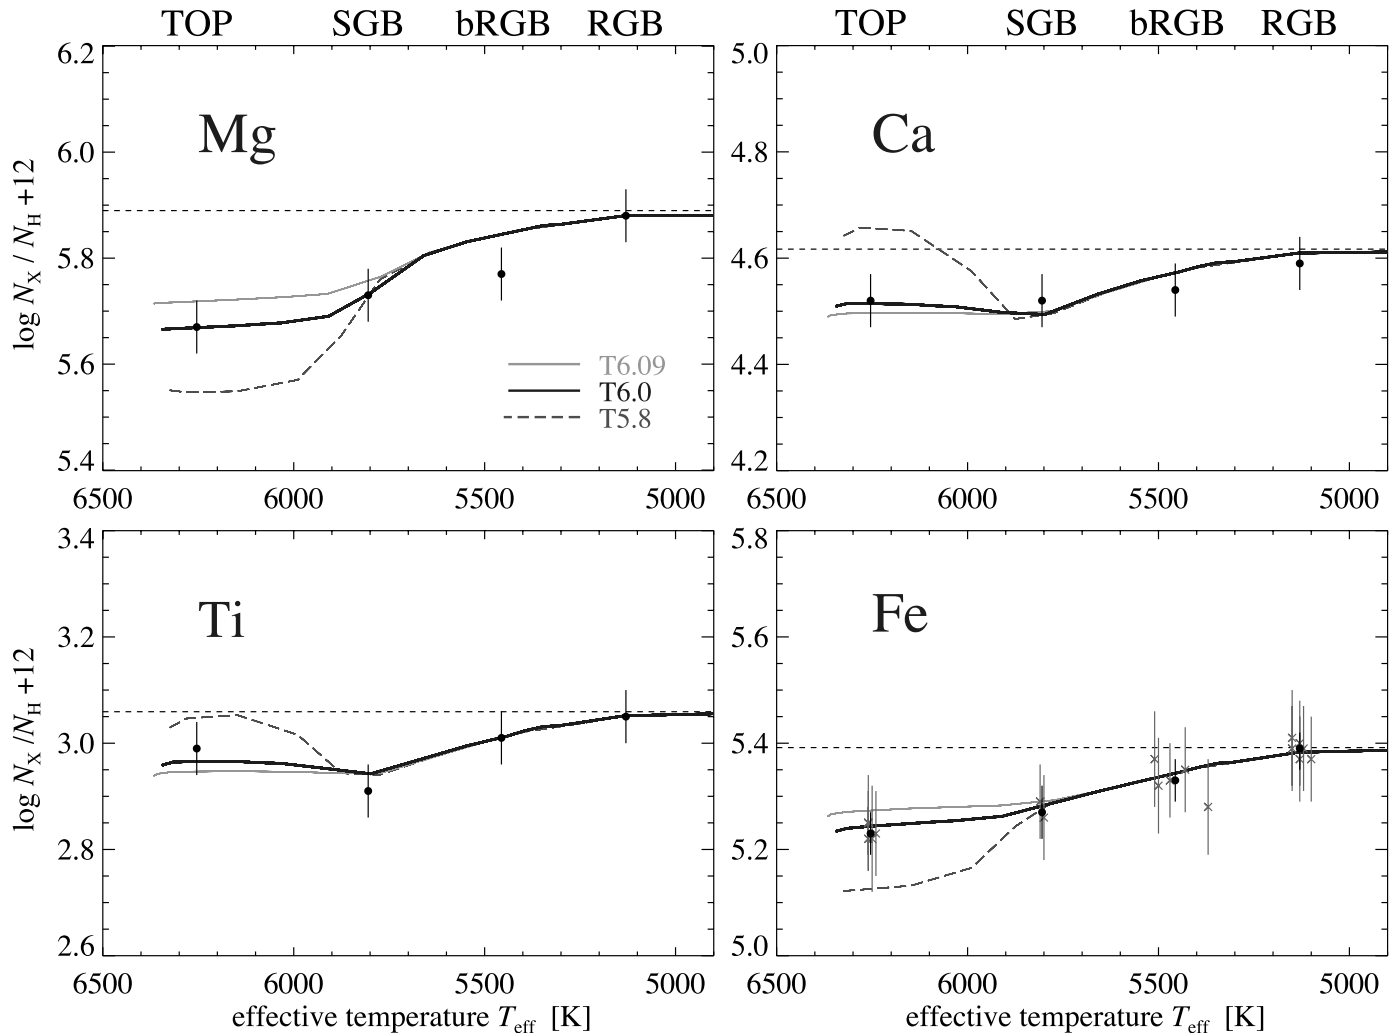 TOP SGB bRGB RGB TOP SGB bRGB RGB
6.2 5.0
Mg Ca
6.0 4.8
log N_X / N_H +12
5.8 4.6
T6.09
5.6 4.4
T6.0
T5.8
5.4 4.2
6500 6000 5500 5000 6500 6000 5500 5000
3.4 5.8
Ti Fe
3.2 5.6
log N_X /N_H +12
3.0 5.4
2.8 5.2
2.6 5.0
6500 6000 5500 5000 6500 6000 5500 5000
effective temperature T_eff [K] effective temperature T_eff [K]